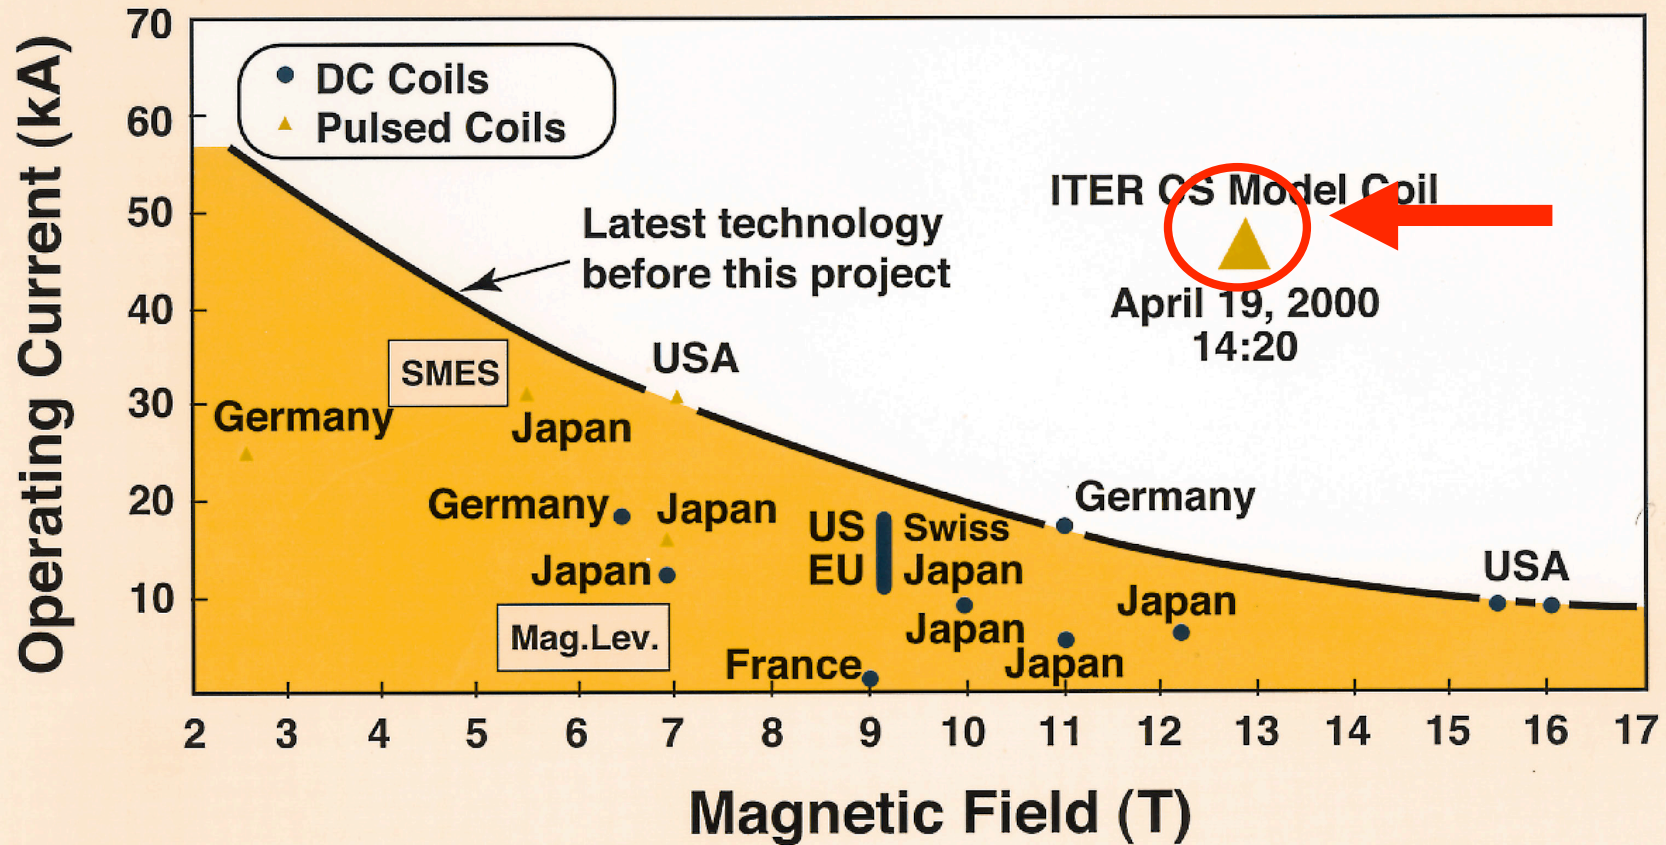 Operating Current (kA)
70
60
50
40
30
20
10
DC Coils
Pulsed Coils
Latest technology
before this project
ITER CS Model Coil
April 19, 2000
14:20
SMES
USA
Germany
Japan
Germany
Japan
Japan
US
Swiss
EU
Japan
Germany
USA
Japan
Japan
Japan
Mag.Lev.
France
2 3 4 5 6 7 8 9 10 11 12 13 14 15 16 17
Magnetic Field (T)